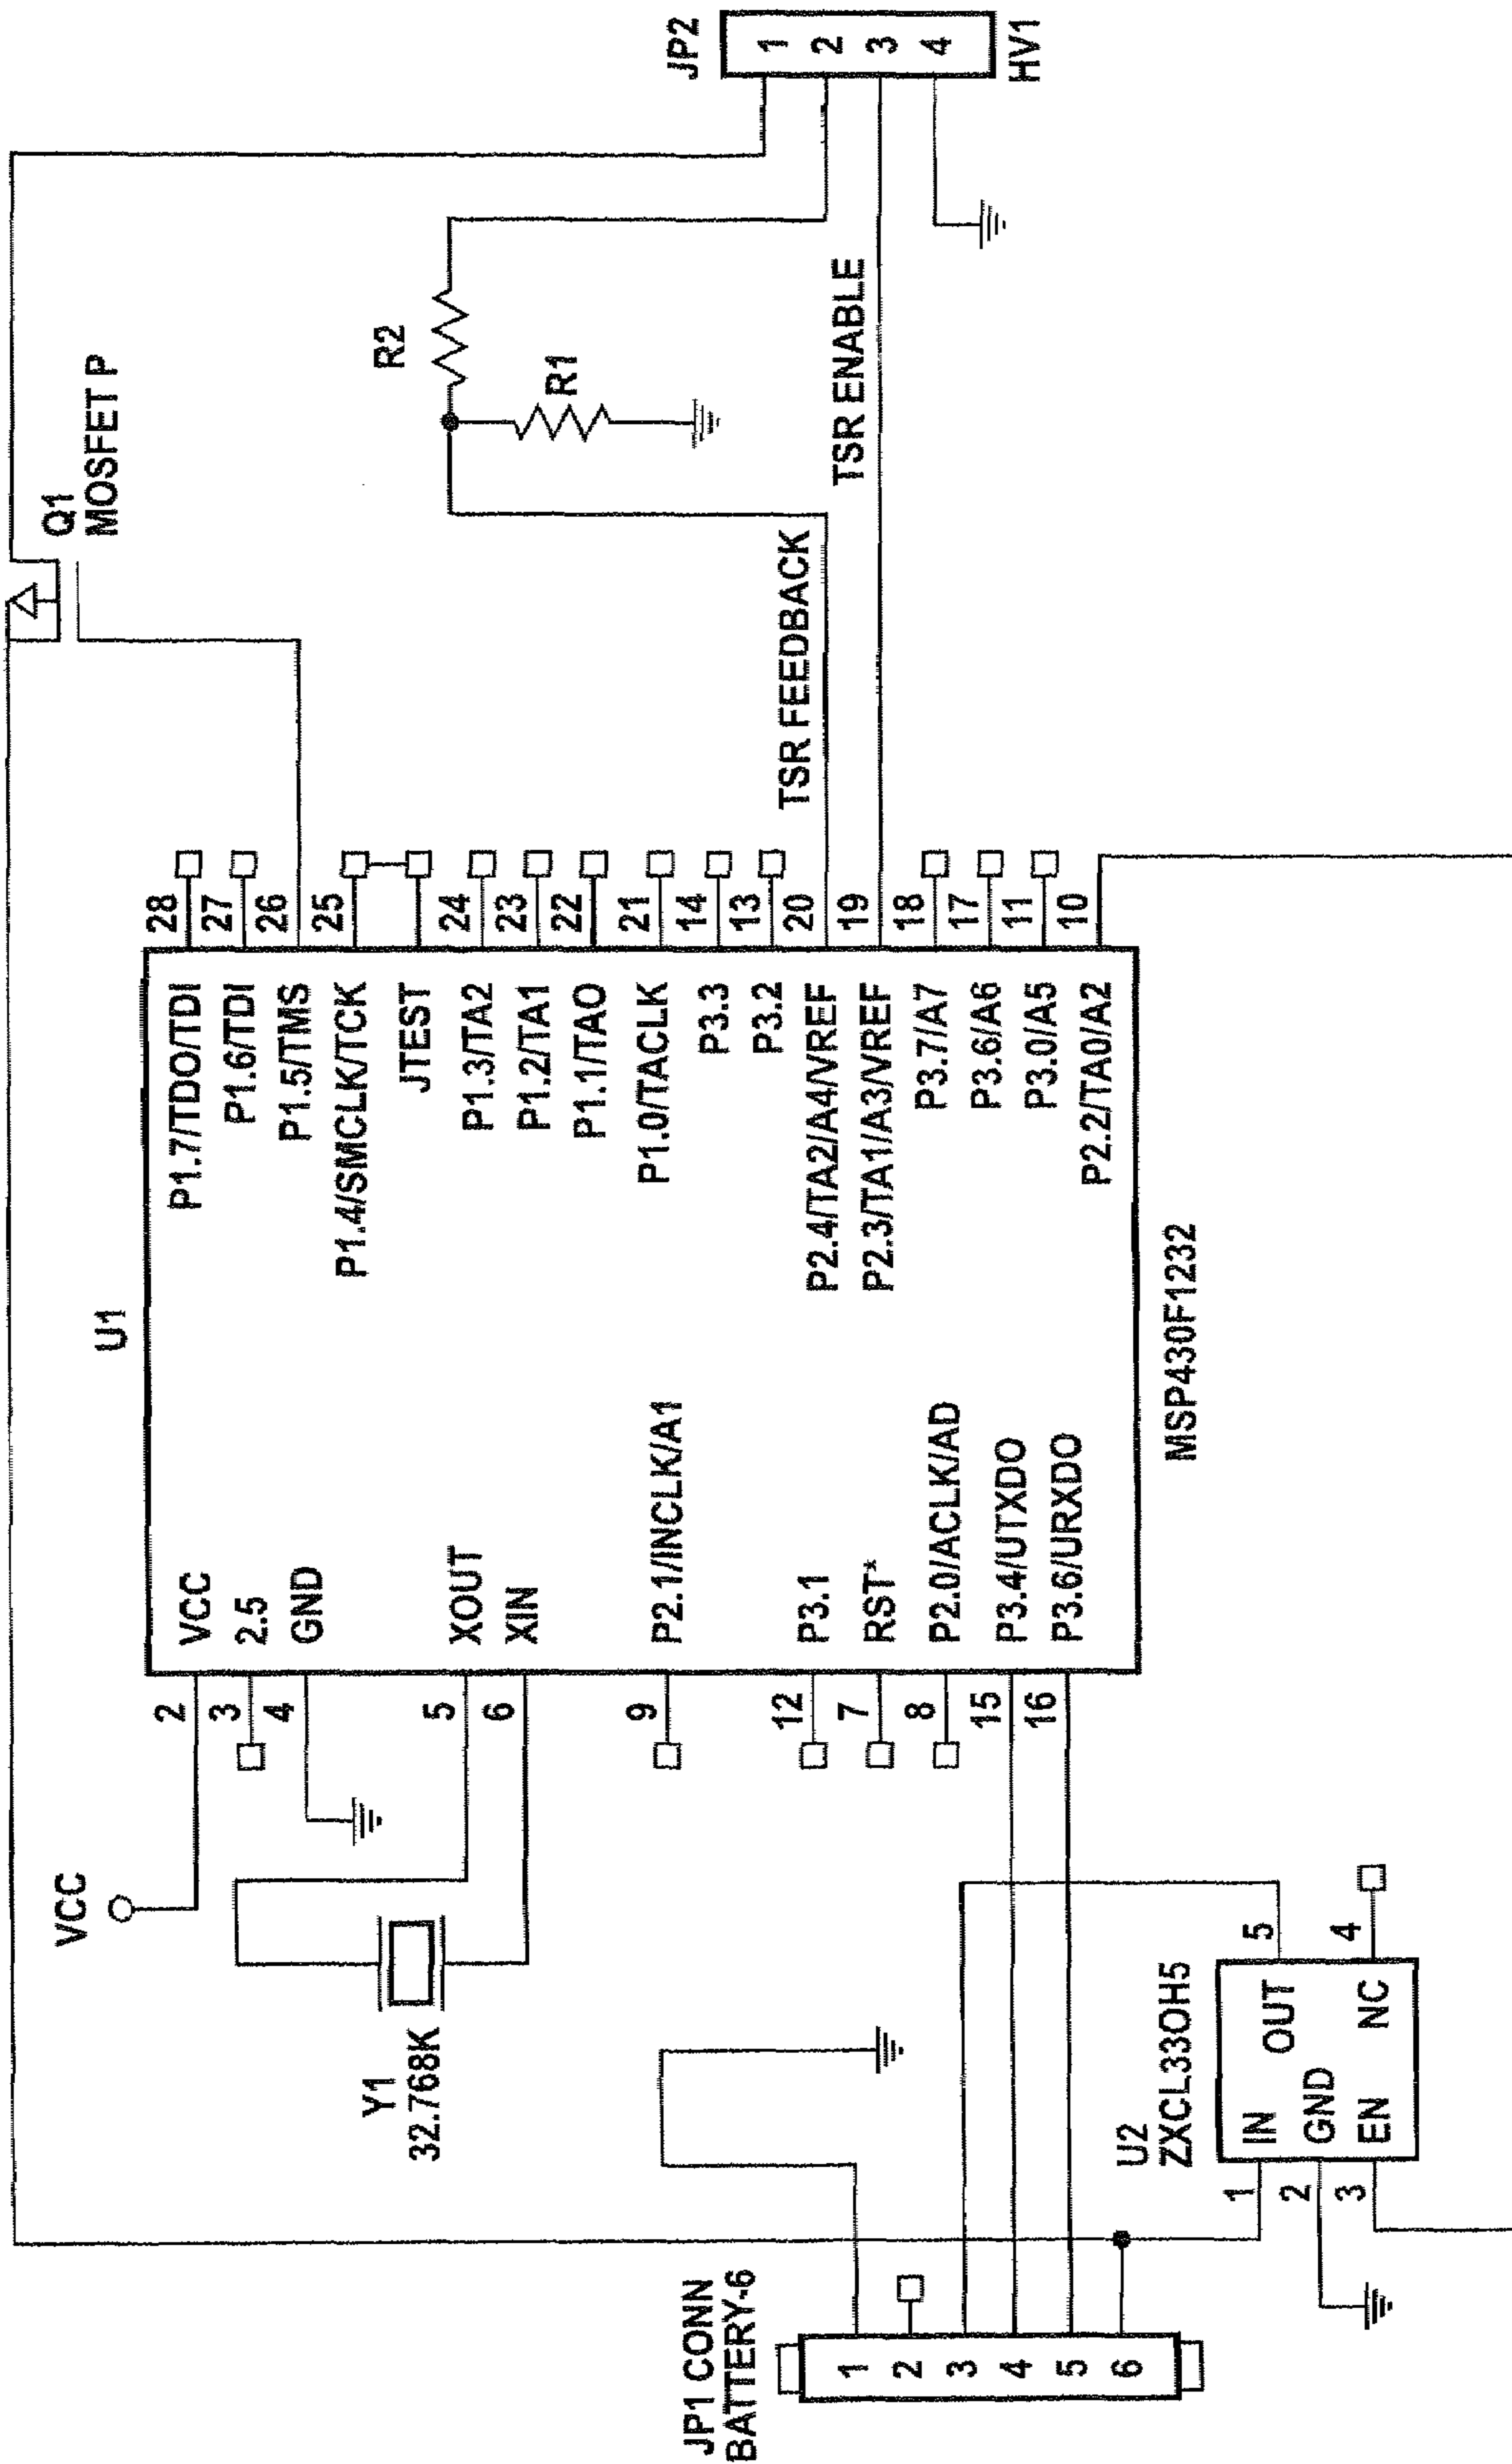 Q1
MOSFET P
JP2
1
2
3
4
HV1
R2
R1
TSR FEEDBACK
TSR ENABLE
VCC
U1
2
VCC
3
2.5
4
GND
5
XOUT
6
XIN
9
P2.1/INCLK/A1
12
P3.1
7
RST*
8
P2.0/ACLK/AD
15
P3.4/UTXDO
16
P3.6/URXDO
P1.7/TDO/TDI
28
P1.6/TDI
27
P1.5/TMS
26
P1.4/SMCLK/TCK
25
JTEST
P1.3/TA2
24
P1.2/TA1
23
P1.1/TAO
22
P1.0/TACLK
21
P3.3
14
P3.2
13
P2.4/TA2/A4/VREF
20
P2.3/TA1/A3/VREF
19
P3.7/A7
18
P3.6/A6
17
P3.0/A5
11
P2.2/TA0/A2
10
MSP430F1232
Y1
32.768K
JP1 CONN
BATTERY-6
1
2
3
4
5
6
U2
ZXCL33OH5
1
IN
2
GND
3
EN
OUT
5
NC
4